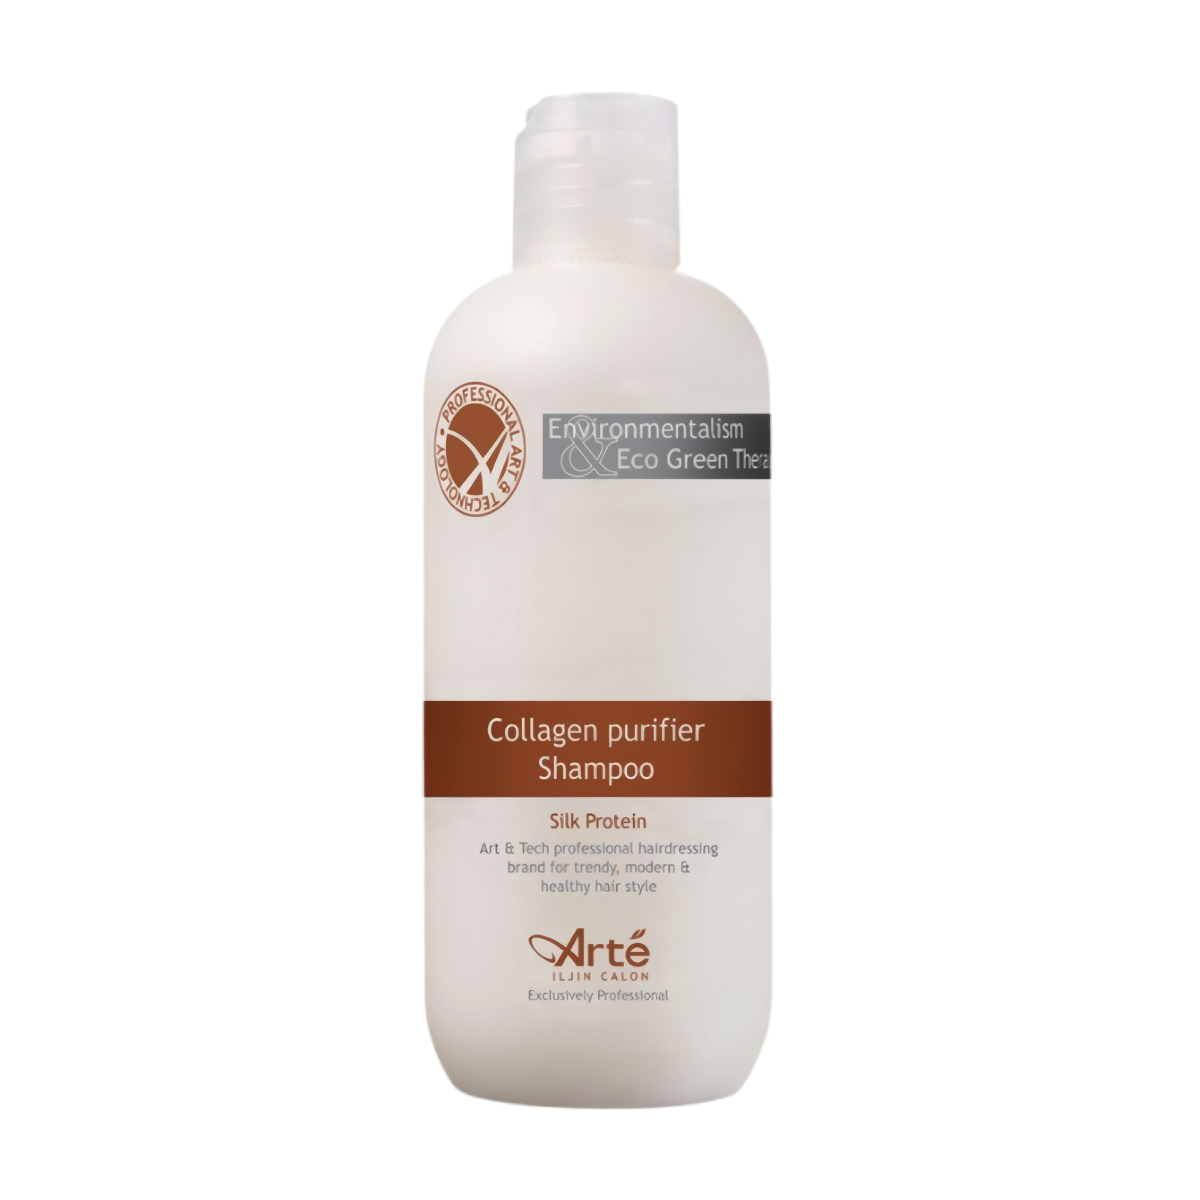 • PROFESSIONAL ART & TECHNOLOGY
Environmentalism
& Eco Green Thera
Collagen purifier
Shampoo
Silk Protein
Art & Tech professional hairdressing
brand for trendy, modern &
healthy hair style
Arté
ILJIN CALON
Exclusively Professional